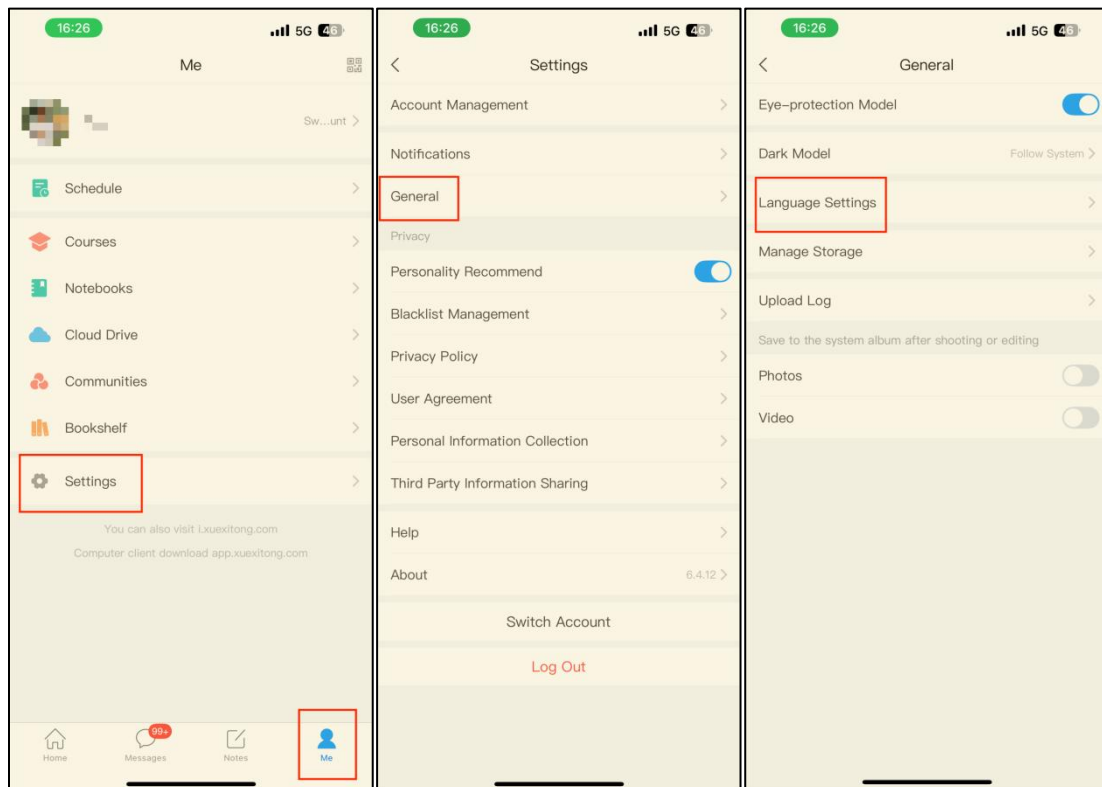 16:26
5G 46
Me
Sw...unt >
Schedule
Courses
Notebooks
Cloud Drive
Communities
Bookshelf
Settings
You can also visit i.xuexitong.com
Computer client download app.xuexitong.com
Home
99+
Messages
Notes
Me
16:26
5G 46
Settings
Account Management
Notifications
General
Privacy
Personality Recommend
Blacklist Management
Privacy Policy
User Agreement
Personal Information Collection
Third Party Information Sharing
Help
About 6.4.12 >
Switch Account
Log Out
16:26
5G 46
General
Eye-protection Model
Dark Model Follow System >
Language Settings
Manage Storage
Upload Log
Save to the system album after shooting or editing
Photos
Video